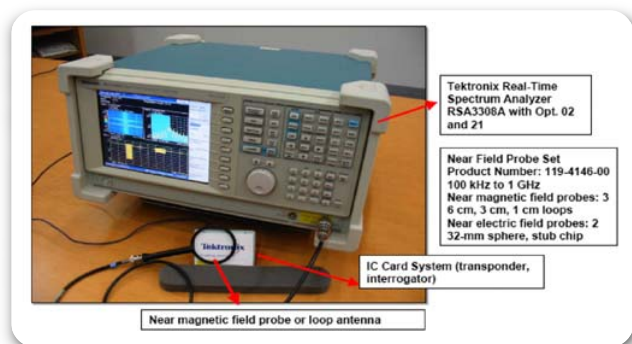 Tektronix Real-Time
Spectrum Analyzer
RSA3308A with Opt. 02
and 21
Near Field Probe Set
Product Number: 119-4146-00
100 kHz to 1 GHz
Near magnetic field probes: 3
6 cm, 3 cm, 1 cm loops
Near electric field probes: 2
32-mm sphere, stub chip
Tektronix
IC Card System (transponder,
interrogator)
Near magnetic field probe or loop antenna